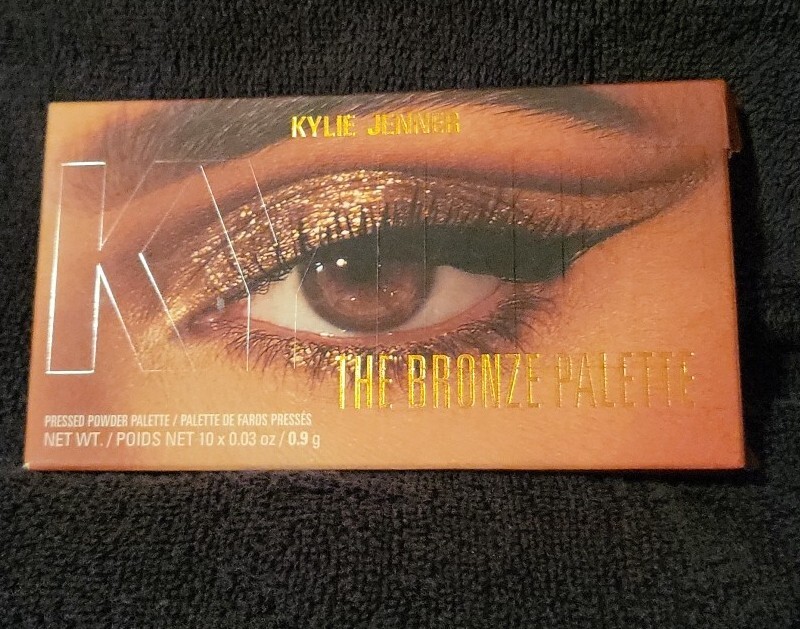 KYLIE JENNER
KYL
THE BRONZE PALETTE
PRESSED POWDER PALETTE / PALETTE DE FARDS PRESSÉS
NET WT. / POIDS NET 10 x 0.03 oz / 0.9 g